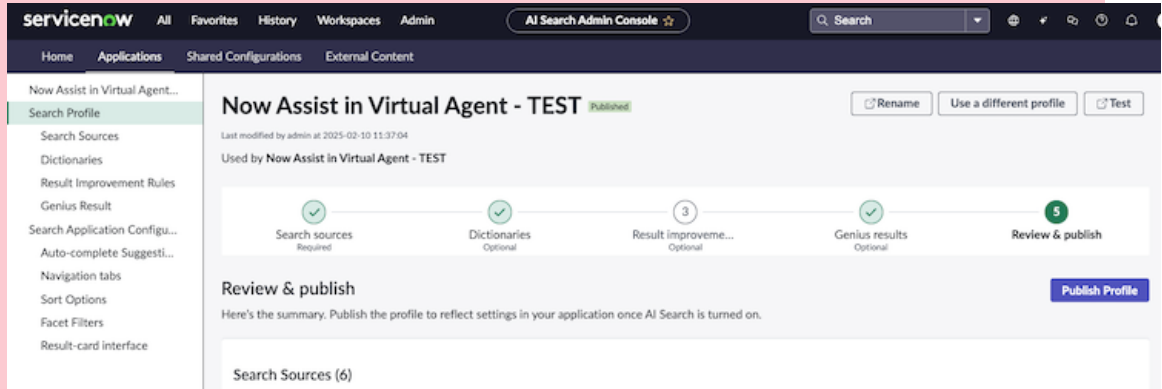 servicenow All Favorites History Workspaces Admin AI Search Admin Console Search
Home Applications Shared Configurations External Content
Now Assist in Virtual Agent...
Search Profile
Search Sources
Dictionaries
Result Improvement Rules
Genius Result
Search Application Configu...
Auto-complete Suggesti...
Navigation tabs
Sort Options
Facet Filters
Result-card interface
Now Assist in Virtual Agent - TEST Published Rename Use a different profile Test
Last modified by admin at 2025-02-10 11:37:04
Used by Now Assist in Virtual Agent - TEST
3 5
Search sources Dictionaries Result improveme... Genius results Review & publish
Required Optional Optional Optional
Review & publish Publish Profile
Here's the summary. Publish the profile to reflect settings in your application once AI Search is turned on.
Search Sources (6)